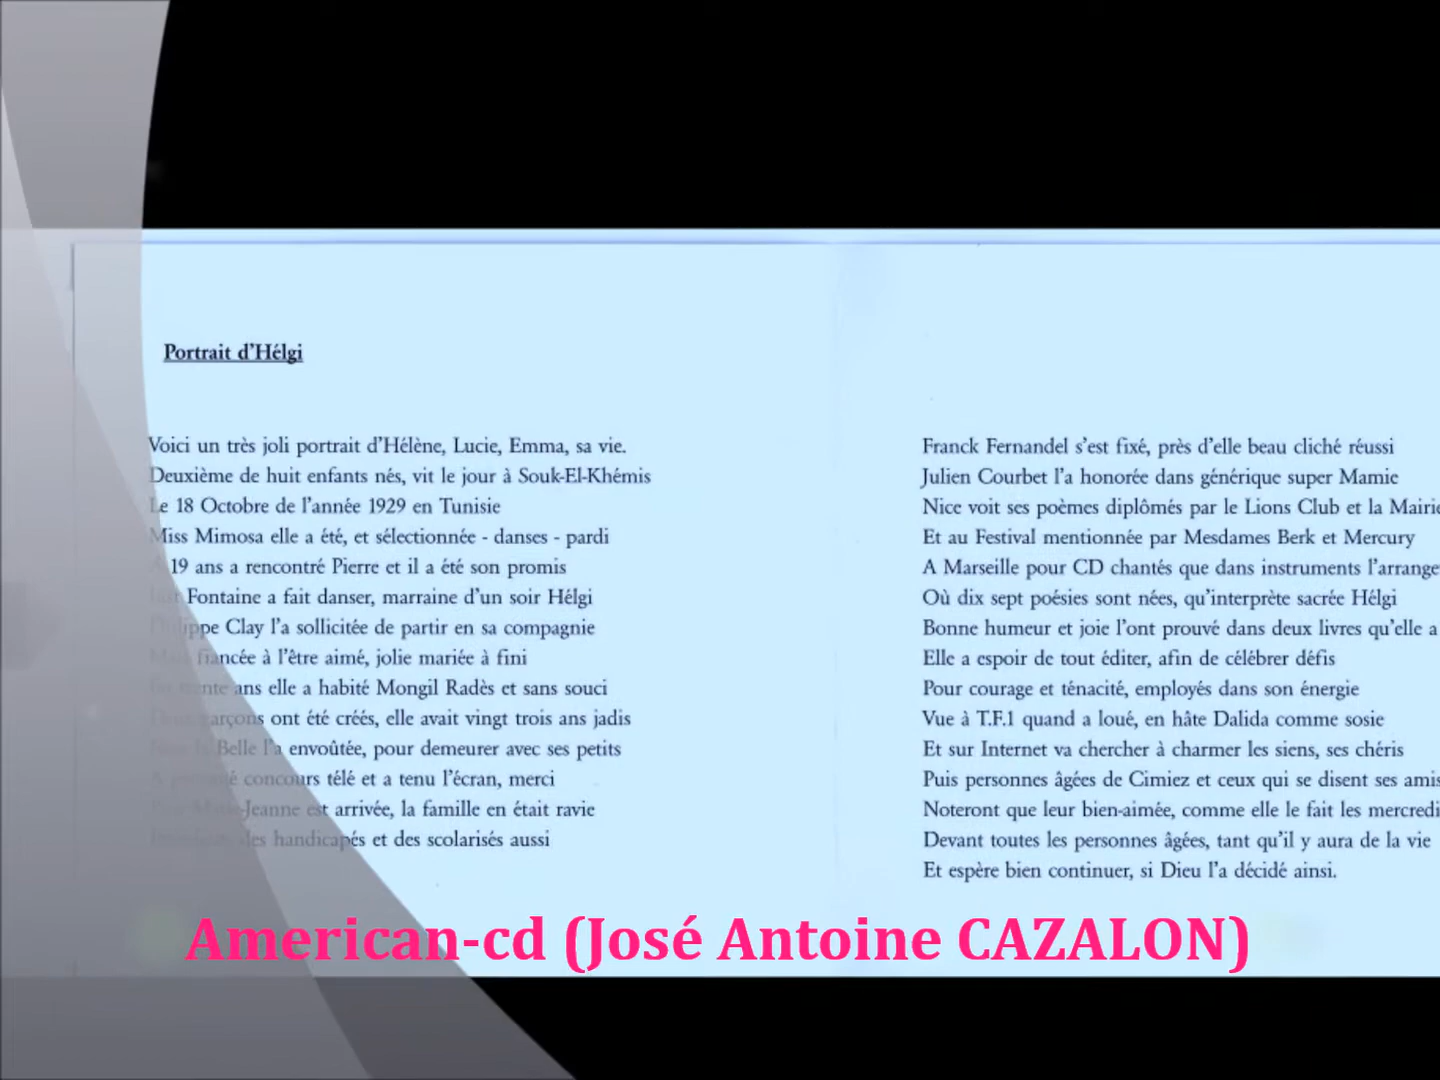 Portrait d'Hélgi
Voici un très joli portrait d'Hélène, Lucie, Emma, sa vie.
Deuxième de huit enfants nés, vit le jour à Souk-El-Khémis
Le 18 Octobre de l'année 1929 en Tunisie
Miss Mimosa elle a été, et sélectionnée - danses - pardi
A 19 ans a rencontré Pierre et il a été son promis
Fontaine a fait danser, marraine d'un soir Hélgi
Philippe Clay l'a sollicitée de partir en sa compagnie
Mais fiancée à l'être aimé, jolie mariée à fini
trente ans elle a habité Mongil Radès et sans souci
garçons ont été créés, elle avait vingt trois ans jadis
Belle l'a envoûtée, pour demeurer avec ses petits
concours télé et a tenu l'écran, merci
Marie-Jeanne est arrivée, la famille en était ravie
des handicapés et des scolarisés aussi
Franck Fernandel s'est fixé, près d'elle beau cliché réussi
Julien Courbet l'a honorée dans générique super Mamie
Nice voit ses poèmes diplômés par le Lions Club et la Mairie
Et au Festival mentionnée par Mesdames Berk et Mercury
A Marseille pour CD chantés que dans instruments l'arrange
Où dix sept poésies sont nées, qu'interprète sacrée Hélgi
Bonne humeur et joie l'ont prouvé dans deux livres qu'elle a
Elle a espoir de tout éditer, afin de célébrer défis
Pour courage et ténacité, employés dans son énergie
Vue à T.F.1 quand a loué, en hâte Dalida comme sosie
Et sur Internet va chercher à charmer les siens, ses chéris
Puis personnes âgées de Cimiez et ceux qui se disent ses amis
Noteront que leur bien-aimée, comme elle le fait les mercredi
Devant toutes les personnes âgées, tant qu'il y aura de la vie
Et espère bien continuer, si Dieu l'a décidé ainsi.
American-cd (José Antoine CAZALON)